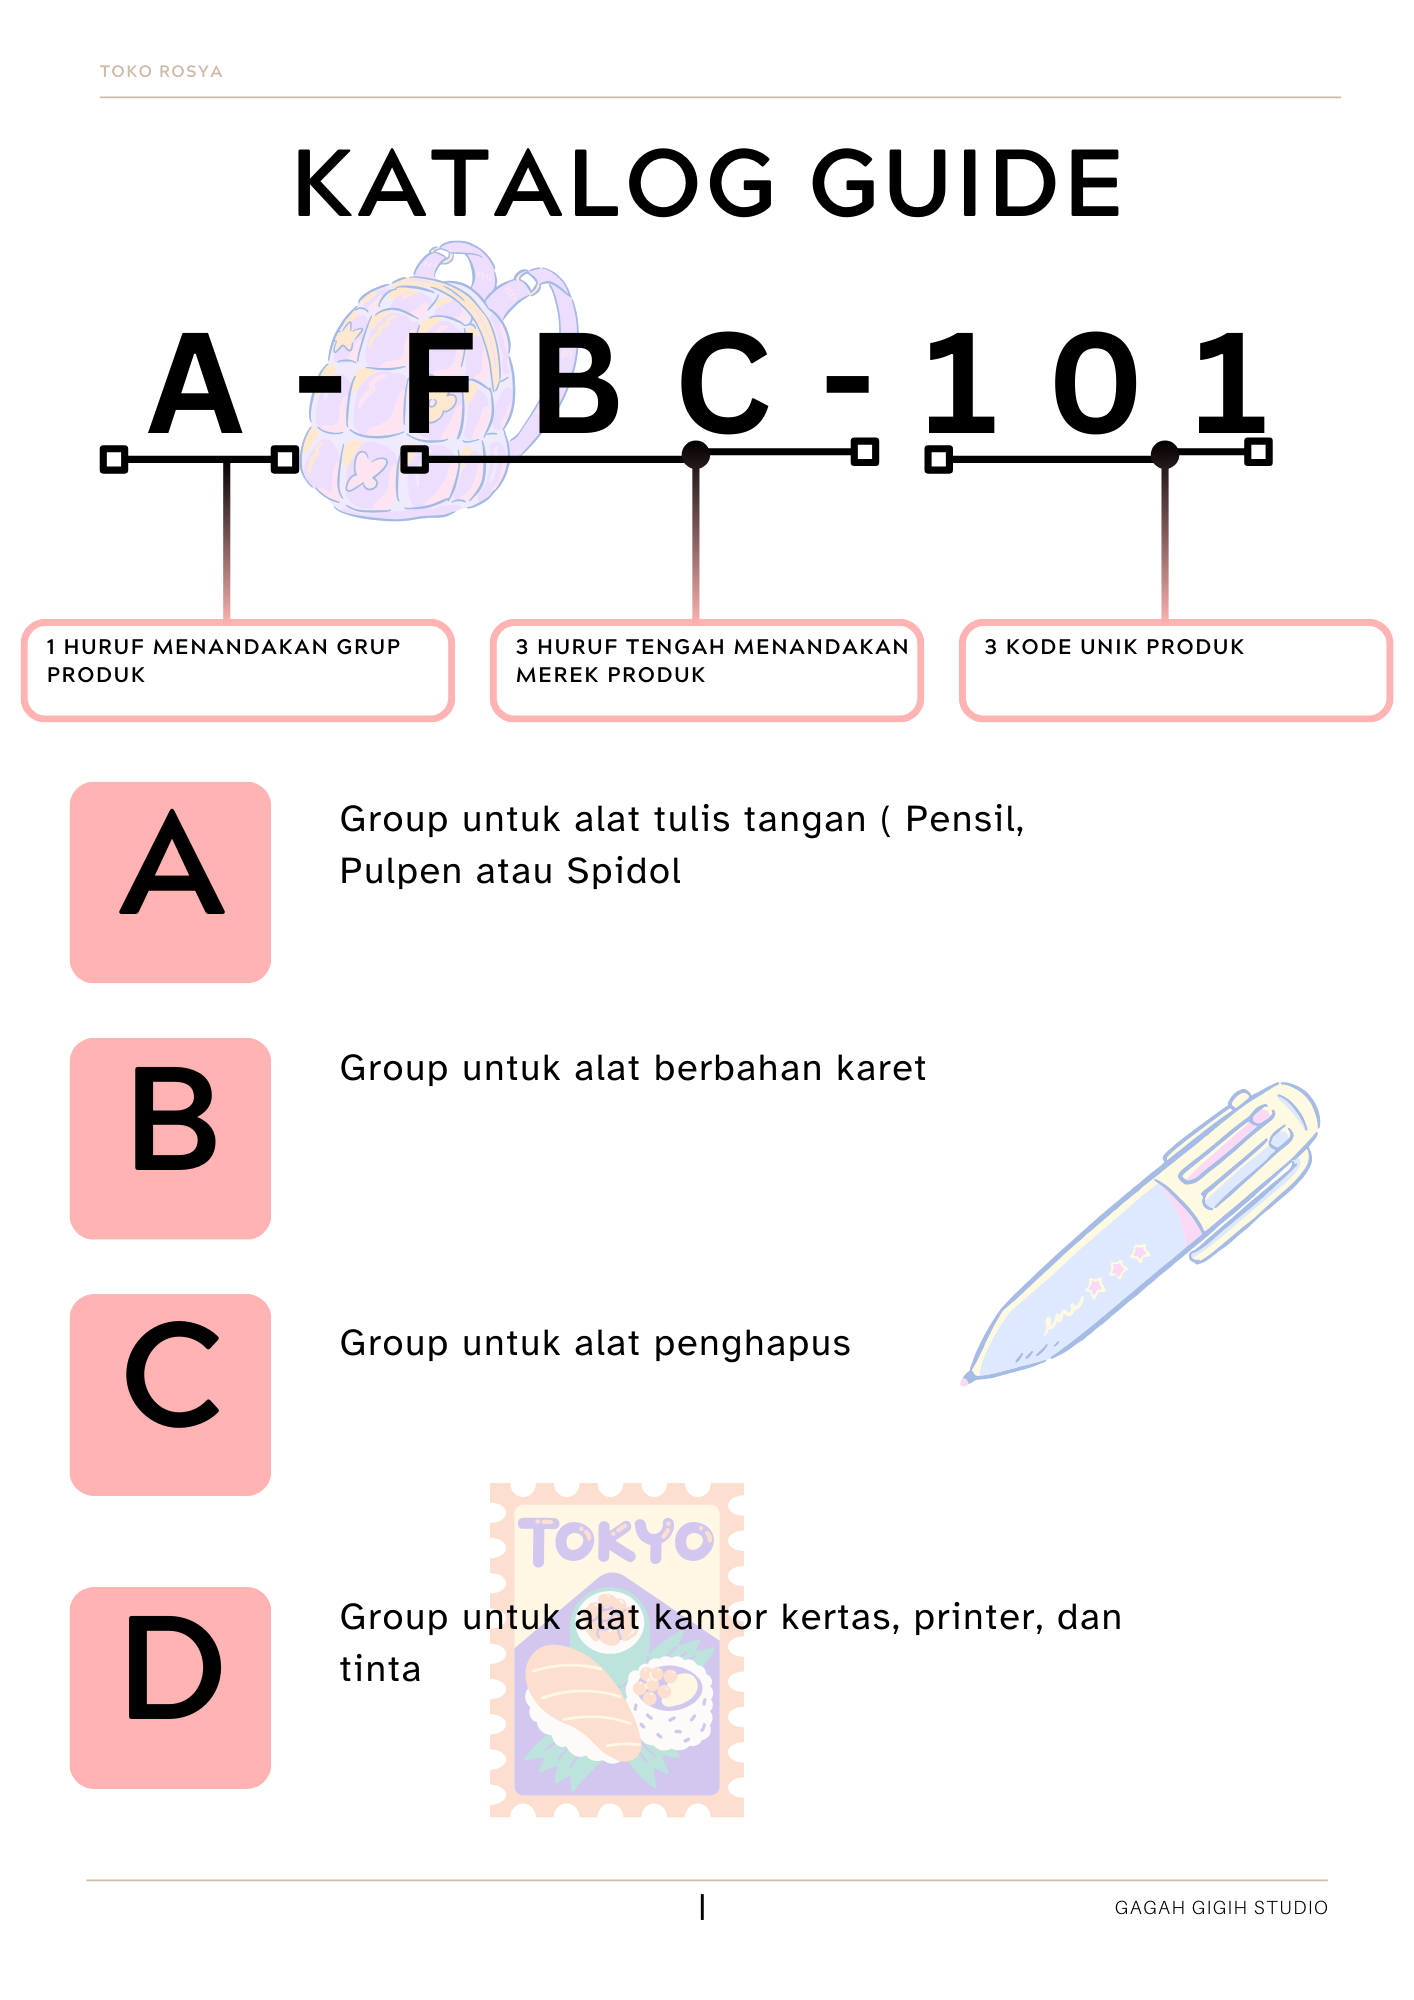 TOKO ROSYA
KATALOG GUIDE
A - F B C - 1 0 1
1 HURUF MENANDAKAN GRUP
PRODUK
3 HURUF TENGAH MENANDAKAN
MEREK PRODUK
3 KODE UNIK PRODUK
A
Group untuk alat tulis tangan ( Pensil,
Pulpen atau Spidol
B
Group untuk alat berbahan karet
C
Group untuk alat penghapus
TOKYO
D
Group untuk alat kantor kertas, printer, dan
tinta
|
GAGAH GIGIH STUDIO